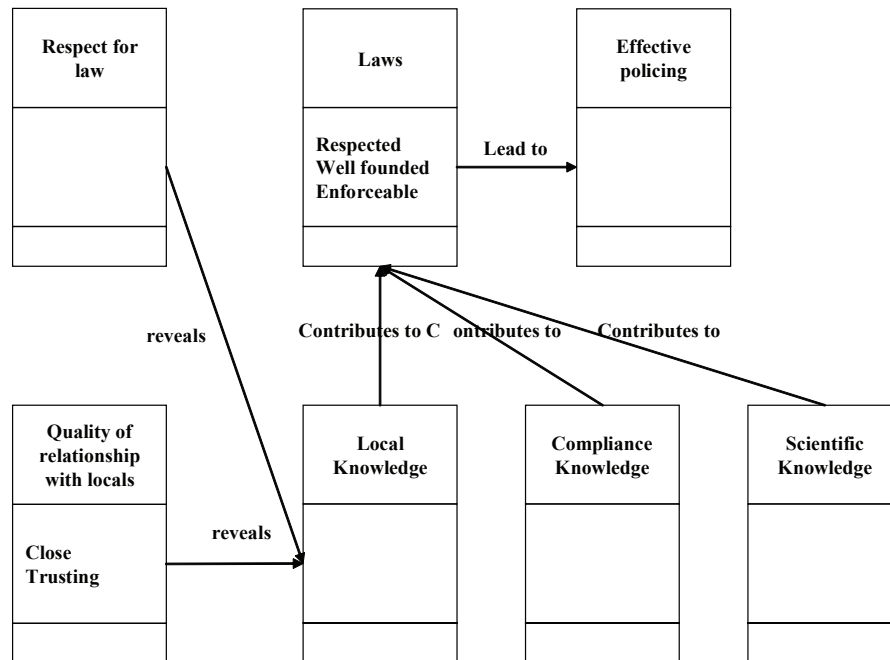 Respect for
law
Laws
Effective
policing
Respected
Well founded
Enforceable
Lead to
reveals
Contributes to C ontributes to
Contributes to
Quality of
relationship
with locals
Local
Knowledge
Compliance
Knowledge
Scientific
Knowledge
reveals
Close
Trusting